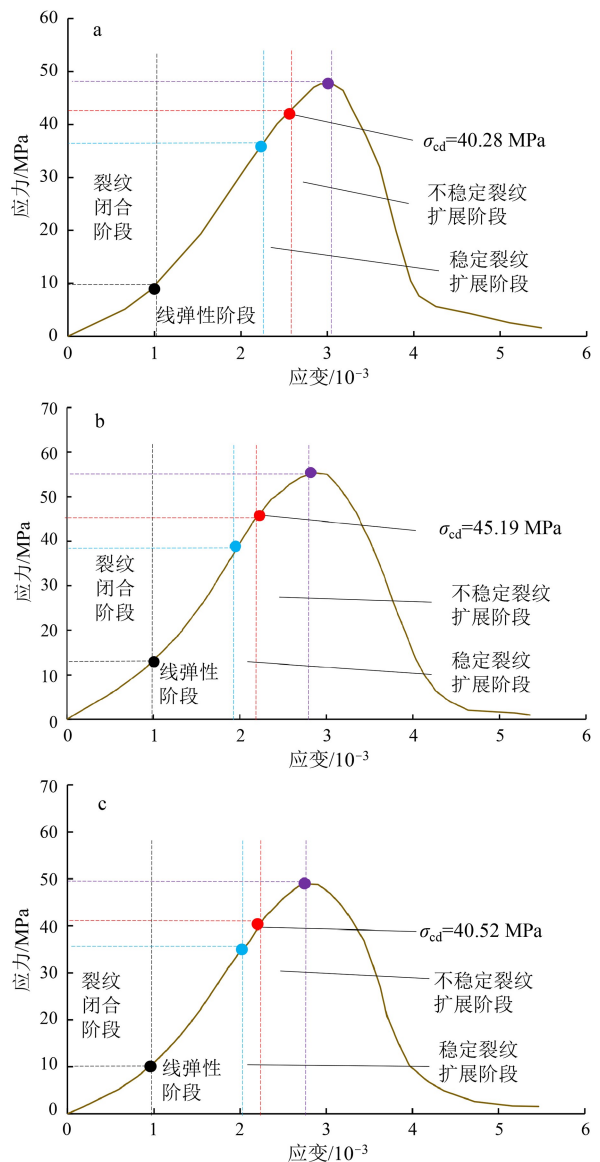 a
60
50
40
30
20
10
0
应力/MPa
σcd=40.28 MPa
裂纹
闭合
阶段
不稳定裂纹
扩展阶段
稳定裂纹
扩展阶段
线弹性阶段
0
1
2
3
4
5
6
应变/10⁻³
b
70
60
50
40
30
20
10
0
应力/MPa
σcd=45.19 MPa
裂纹
闭合
阶段
不稳定裂纹
扩展阶段
稳定裂纹
扩展阶段
线弹性
阶段
0
1
2
3
4
5
6
应变/10⁻³
c
70
60
50
40
30
20
10
0
应力/MPa
σcd=40.52 MPa
裂纹
闭合
阶段
不稳定裂纹
扩展阶段
稳定裂纹
扩展阶段
线弹性
阶段
0
1
2
3
4
5
6
应变/10⁻³